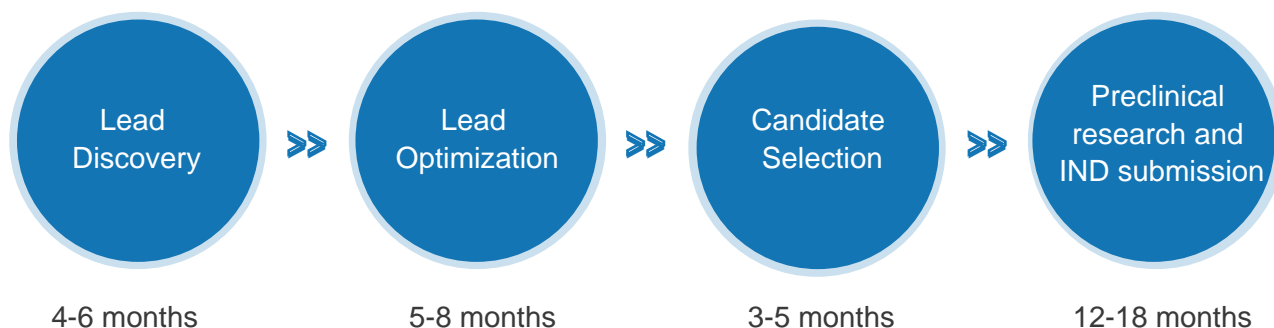 Lead
Discovery
Lead
Optimization
Candidate
Selection
Preclinical
research and
IND submission
4-6 months
5-8 months
3-5 months
12-18 months